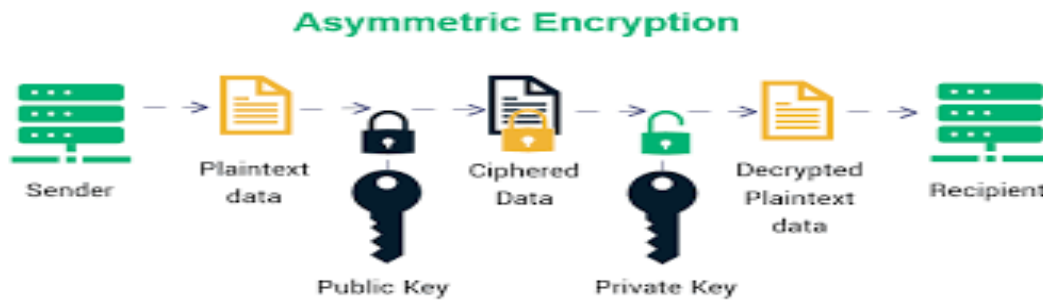 Asymmetric Encryption
Sender
Plaintext
data
Public Key
Ciphered
Data
Private Key
Decrypted
Plaintext
data
Recipient